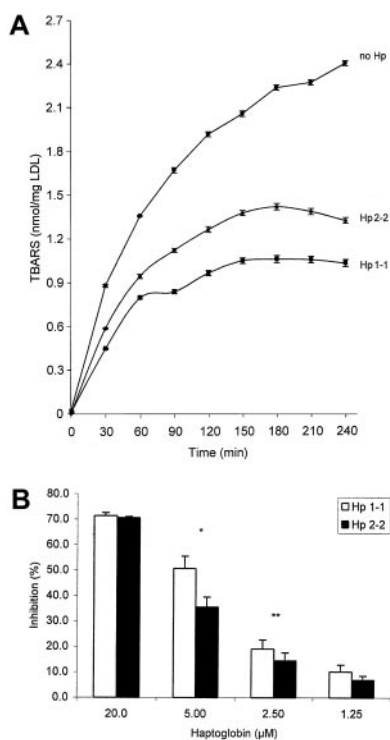 A
2.7
2.4
2.1
1.8
1.5
1.2
0.9
0.6
0.3
0
TBARS (nmol/mg LDL)
no Hp
Hp 2-2
Hp 1-1
0 30 60 90 120 150 180 210 240
Time (min)
B
80.0
70.0
60.0
50.0
40.0
30.0
20.0
10.0
0.0
Inhibition (%)
Hp 1-1
Hp 2-2
*
**
20.0 5.00 2.50 1.25
Haptoglobin (µM)